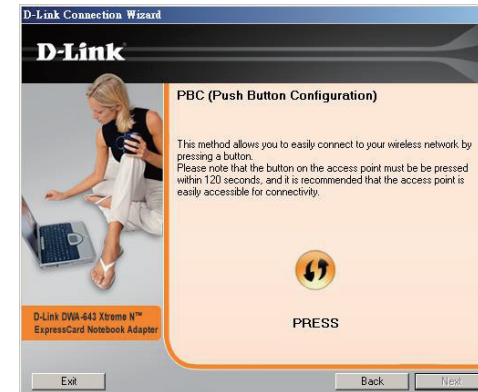 D-Link Connection Wizard
D-Link
PBC (Push Button Configuration)
This method allows you to easily connect to your wireless network by
pressing a button.
Please note that the button on the access point must be be pressed
within 120 seconds, and it is recommended that the access point is
easily accessible for connectivity.
PRESS
D-Link DWA-643 Xtreme N™
ExpressCard Notebook Adapter
Exit
Back
Next